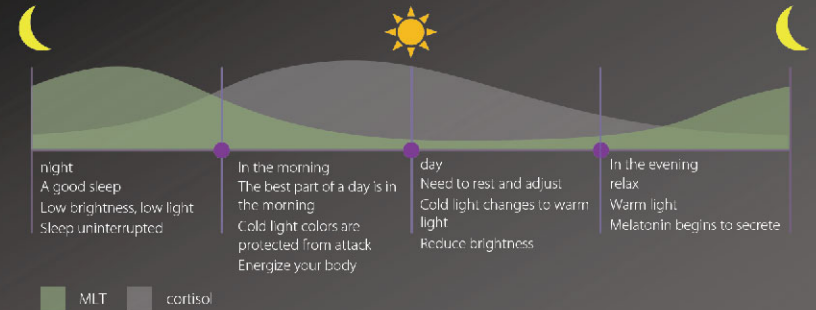 night
A good sleep
Low brightness, low light
Sleep uninterrupted
In the morning
The best part of a day is in
the morning
Cold light colors are
protected from attack
Energize your body
day
Need to rest and adjust
Cold light changes to warm
light
Reduce brightness
In the evening
relax
Warm light
Melatonin begins to secrete
MLT
cortisol